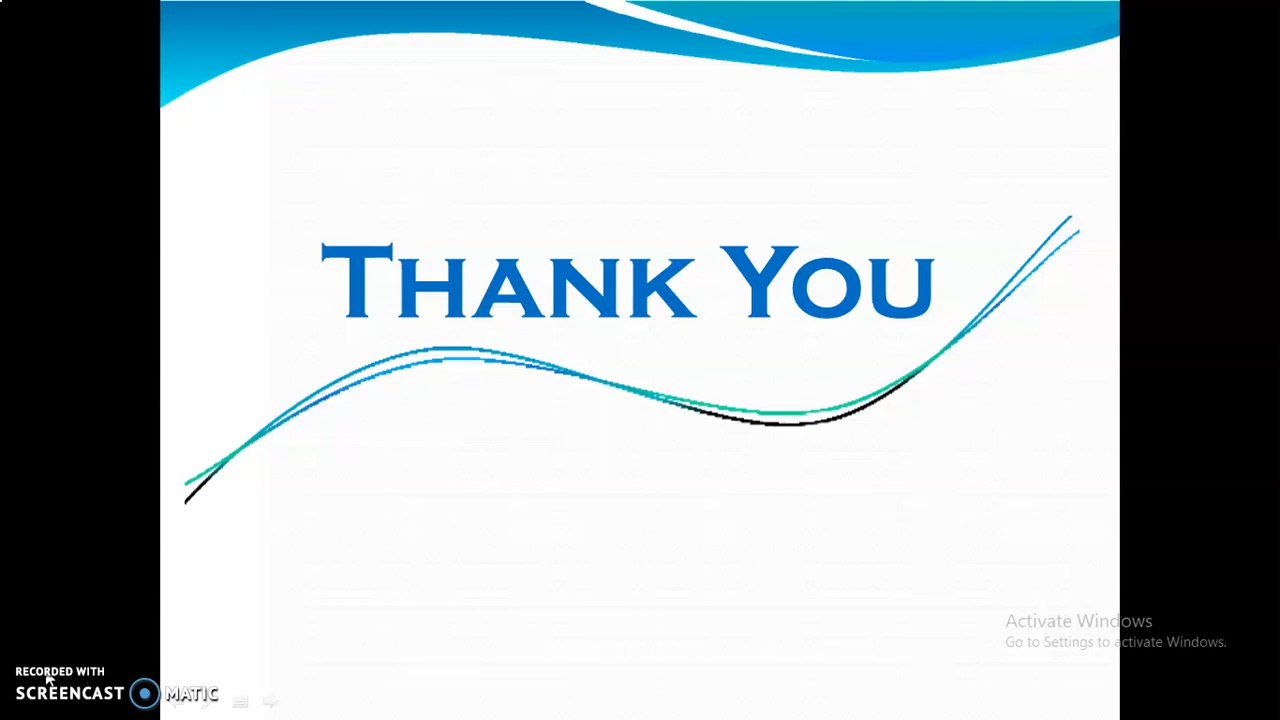 THANK YOU
Activate Windows
Go to Settings to activate Windows.
RECORDED WITH
SCREENCAST MATIC